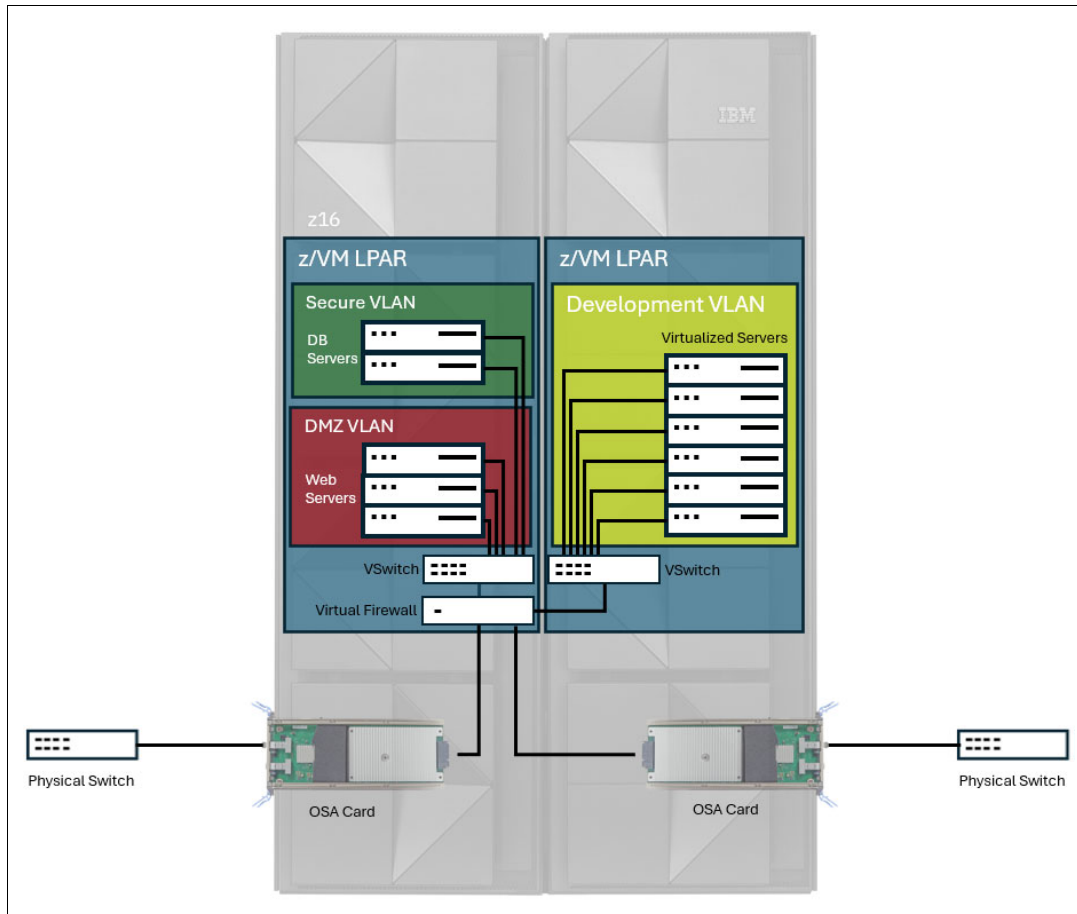 IBM
z16
z/VM LPAR
Secure VLAN
DB
Servers
DMZ VLAN
Web
Servers
VSwitch
Virtual Firewall
z/VM LPAR
Development VLAN
Virtualized Servers
VSwitch
Physical Switch
OSA Card
OSA Card
Physical Switch